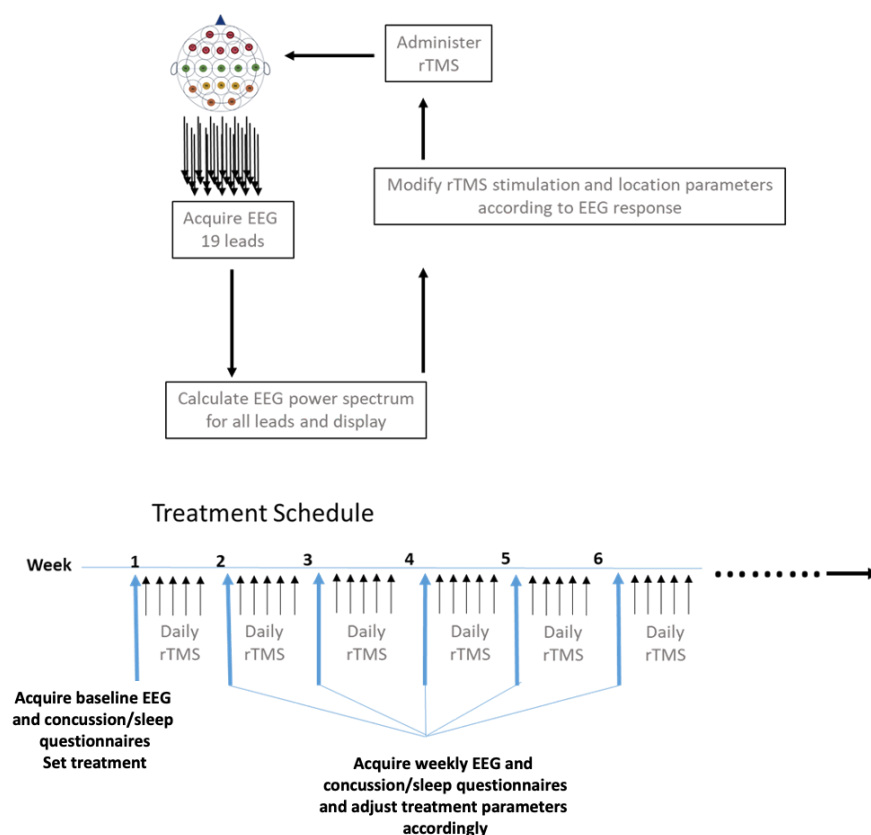 Administer
rTMS
Modify rTMS stimulation and location parameters
according to EEG response
Acquire EEG
19 leads
Calculate EEG power spectrum
for all leads and display
Treatment Schedule
Week 1 2 3 4 5 6
Daily Daily Daily Daily Daily Daily
rTMS rTMS rTMS rTMS rTMS rTMS
Acquire baseline EEG
and concussion/sleep
questionnaires
Set treatment
Acquire weekly EEG and
concussion/sleep questionnaires
and adjust treatment parameters
accordingly